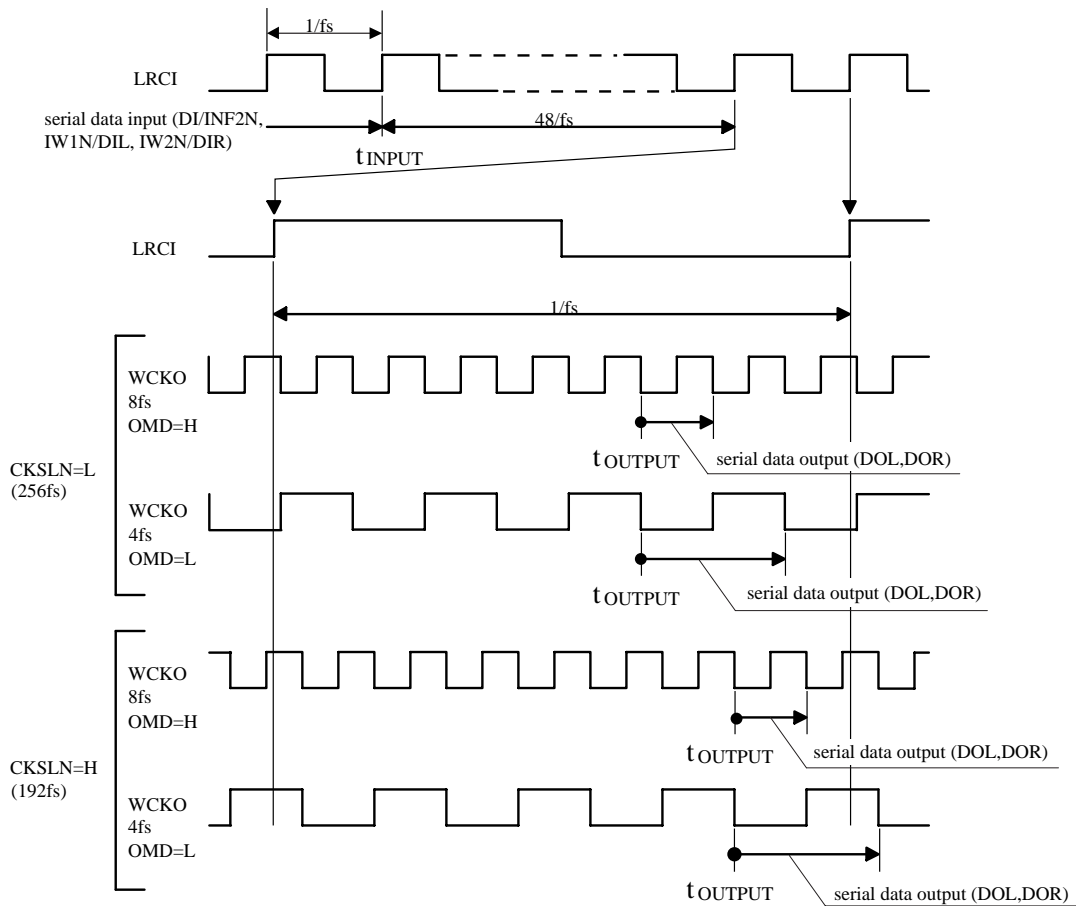 1/fs
LRCI
serial data input (DI/INF2N,
IW1N/DIL, IW2N/DIR)
48/fs
tINPUT
LRCI
1/fs
CKSLN=L
(256fs)
WCKO
8fs
OMD=H
tOUTPUT
serial data output (DOL,DOR)
WCKO
4fs
OMD=L
tOUTPUT
serial data output (DOL,DOR)
CKSLN=H
(192fs)
WCKO
8fs
OMD=H
tOUTPUT
serial data output (DOL,DOR)
WCKO
4fs
OMD=L
tOUTPUT
serial data output (DOL,DOR)